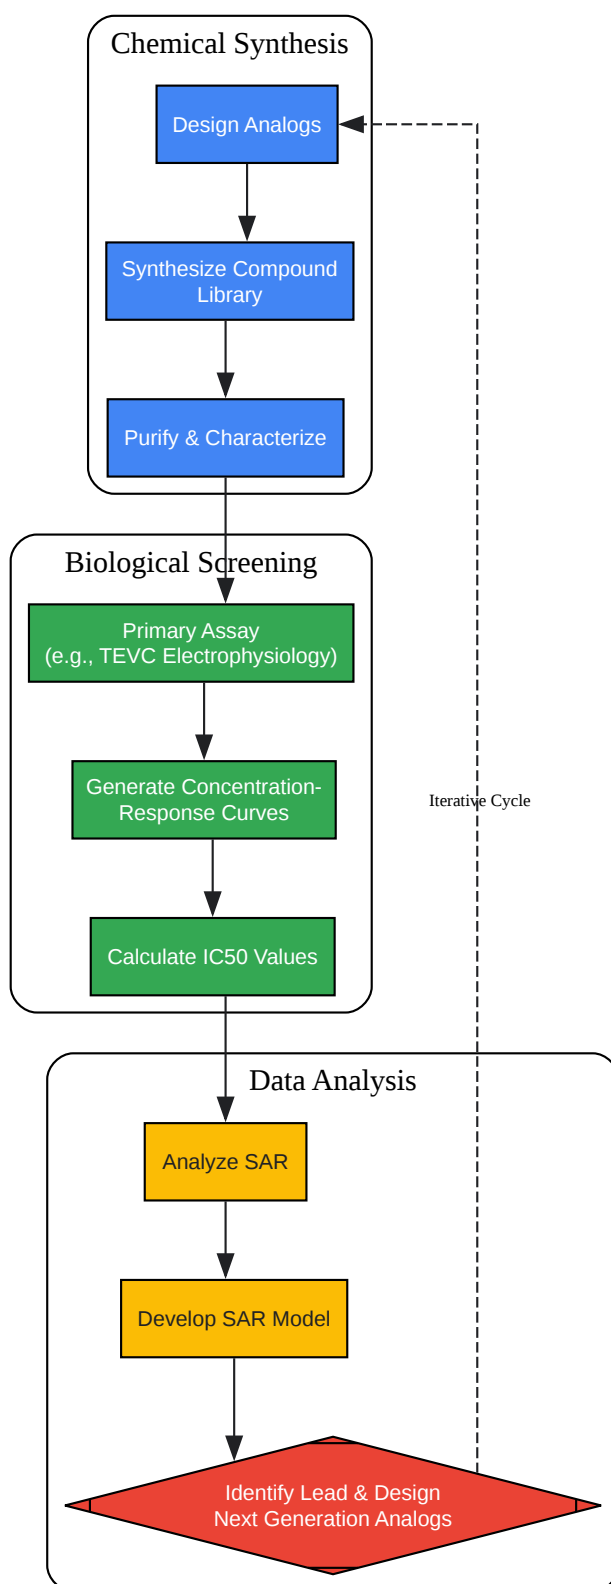 Chemical Synthesis
Design Analogs
Synthesize Compound
Library
Purify & Characterize
Biological Screening
Primary Assay
(e.g., TEVC Electrophysiology)
Generate Concentration-
Response Curves
Iterative Cycle
Calculate IC50 Values
Data Analysis
Analyze SAR
Develop SAR Model
Identify Lead & Design
Next Generation Analogs